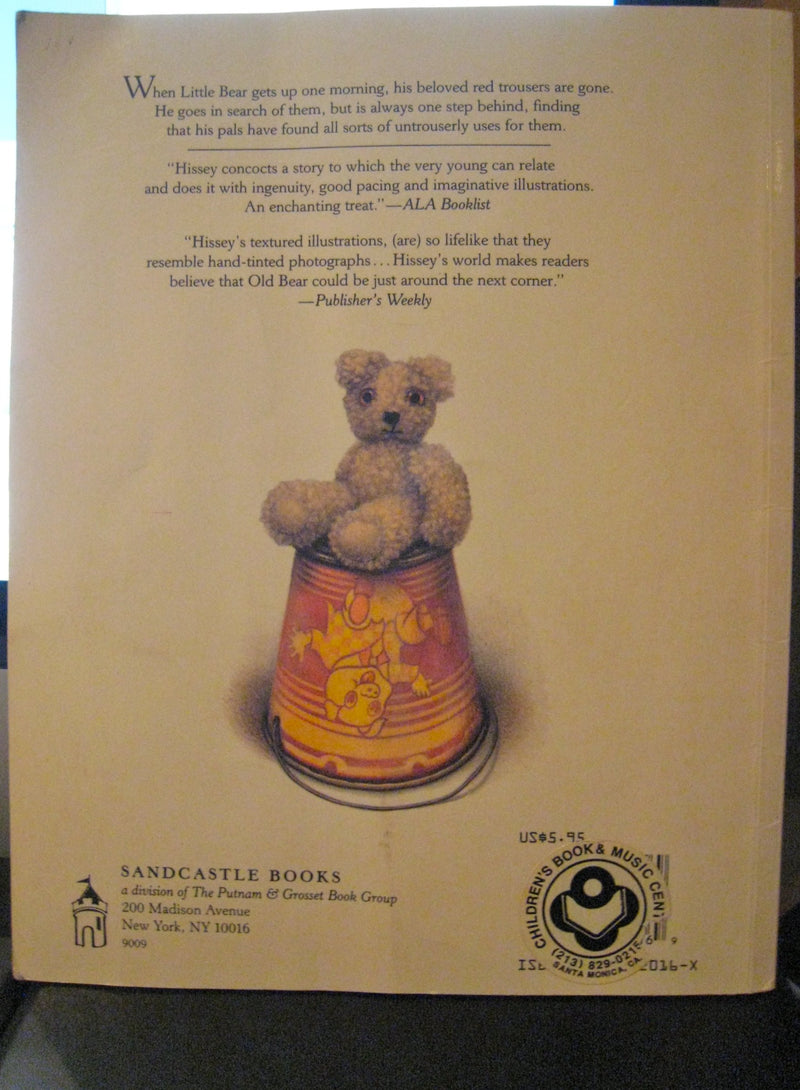 When Little Bear gets up one morning, his beloved red trousers are gone.
He goes in search of them, but is always one step behind, finding
that his pals have found all sorts of untrouserly uses for them.
"Hissey concocts a story to which the very young can relate
and does it with ingenuity, good pacing and imaginative illustrations.
An enchanting treat."—ALA Booklist
"Hissey's textured illustrations, (are) so lifelike that they
resemble hand-tinted photographs...Hissey's world makes readers
believe that Old Bear could be just around the next corner."
—Publisher's Weekly
SANDCASTLE BOOKS
a division of The Putnam & Grosset Book Group
200 Madison Avenue
New York, NY 10016
9009
US$5.95
CHILDREN'S BOOK & MUSIC CENT
(213) 829-0215
SANTA MONICA, CA.
6 9
016-X